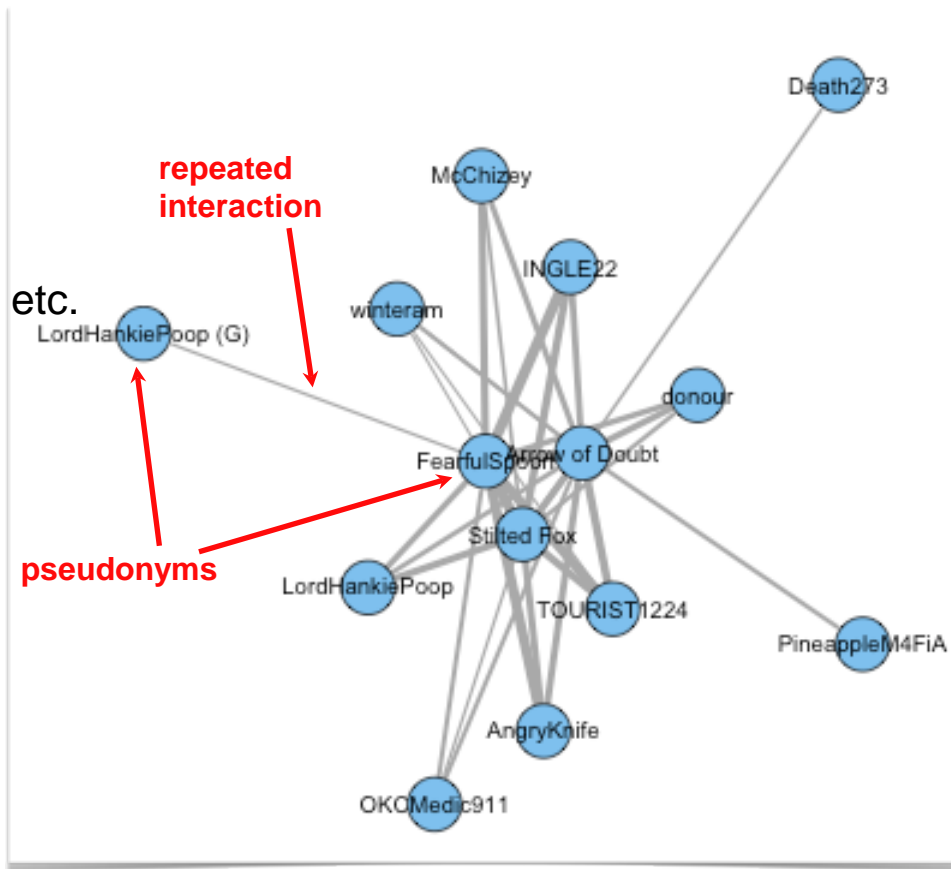 Death273
repeated
interaction
McChizey
INGLE22
etc.
winteram
LordHankiePoop (G)
donour
FearfulSpoon
Arrow of Doubt
Stilted Fox
pseudonyms
LordHankiePoop
TOURIST1224
PineappleM4FiA
AngryKnife
OKOMedic911